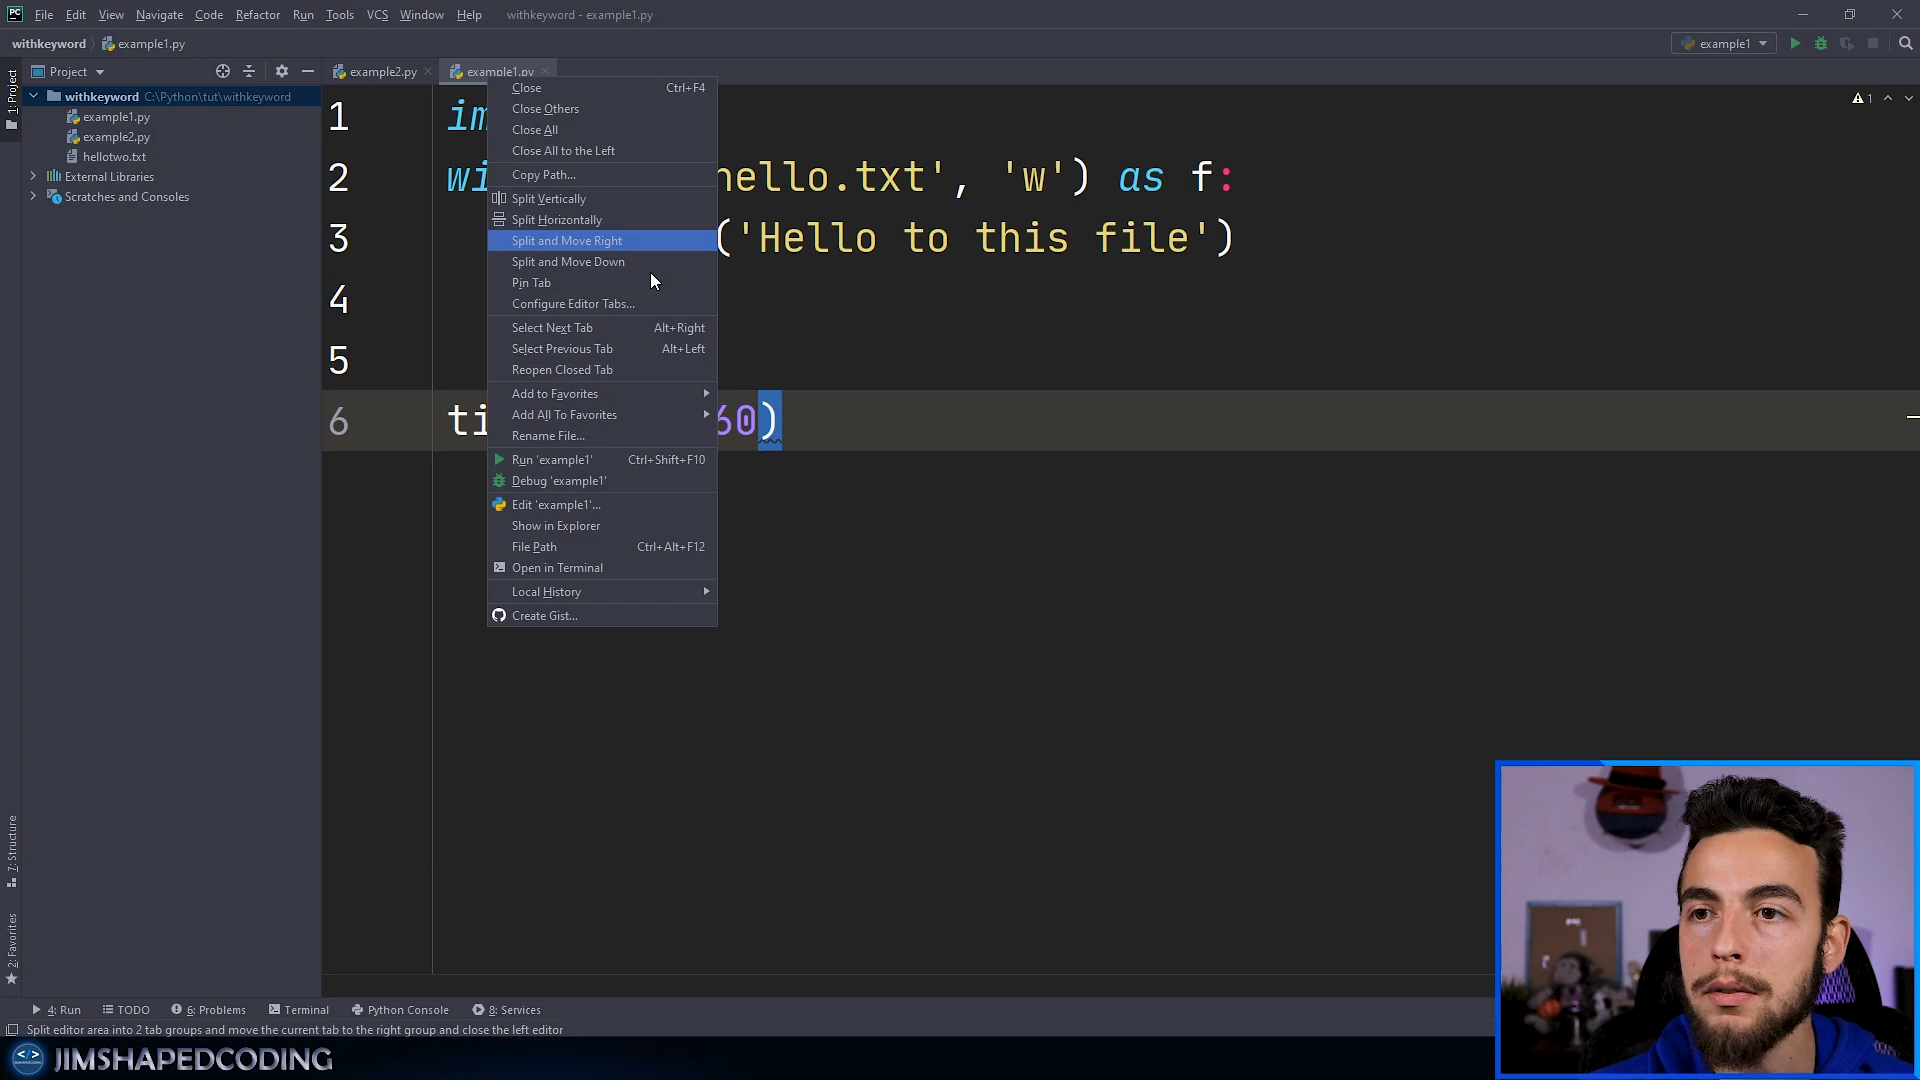 File Edit View Navigate Code Refactor Run Tools VCS Window Help withkeyword - example1.py
withkeyword example1.py example1
Project example2.py example1.py
1: Project
withkeyword C:\Python\tut\withkeyword
example1.py
example2.py
hellotwo.txt
External Libraries
Scratches and Consoles
7: Structure
2: Favorites
1 im
2 wi hello.txt', 'w') as f:
3 ('Hello to this file')
4
5
6 ti 60)
1
Close Ctrl+F4
Close Others
Close All
Close All to the Left
Copy Path...
Split Vertically
Split Horizontally
Split and Move Right
Split and Move Down
Pin Tab
Configure Editor Tabs...
Select Next Tab Alt+Right
Select Previous Tab Alt+Left
Reopen Closed Tab
Add to Favorites
Add All To Favorites
Rename File...
Run 'example1' Ctrl+Shift+F10
Debug 'example1'
Edit 'example1'...
Show in Explorer
File Path Ctrl+Alt+F12
Open in Terminal
Local History
Create Gist...
4: Run TODO 6: Problems Terminal Python Console 8: Services
Split editor area into 2 tab groups and move the current tab to the right group and close the left editor
JIMSHAPEDCODING